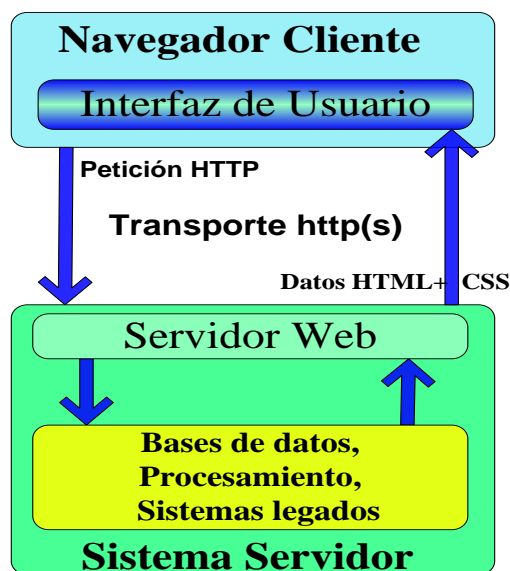 Navegador Cliente
Interfaz de Usuario
Petición HTTP
Transporte http(s)
Datos HTML+ CSS
Servidor Web
Bases de datos,
Procesamiento,
Sistemas legados
Sistema Servidor